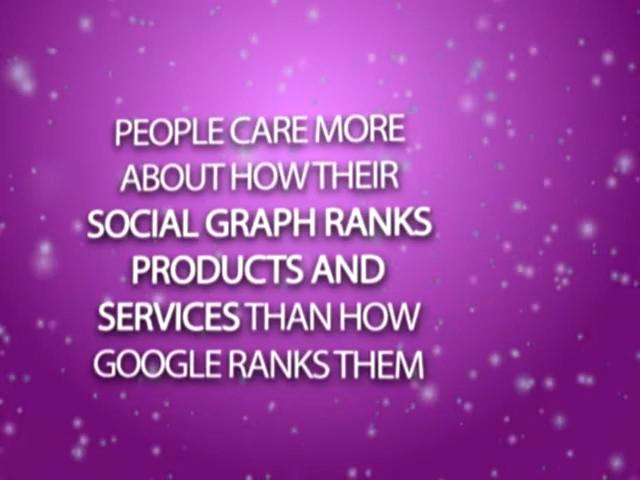 PEOPLE CARE MORE
ABOUT HOW THEIR
SOCIAL GRAPH RANKS
PRODUCTS AND
SERVICES THAN HOW
GOOGLE RANKS THEM